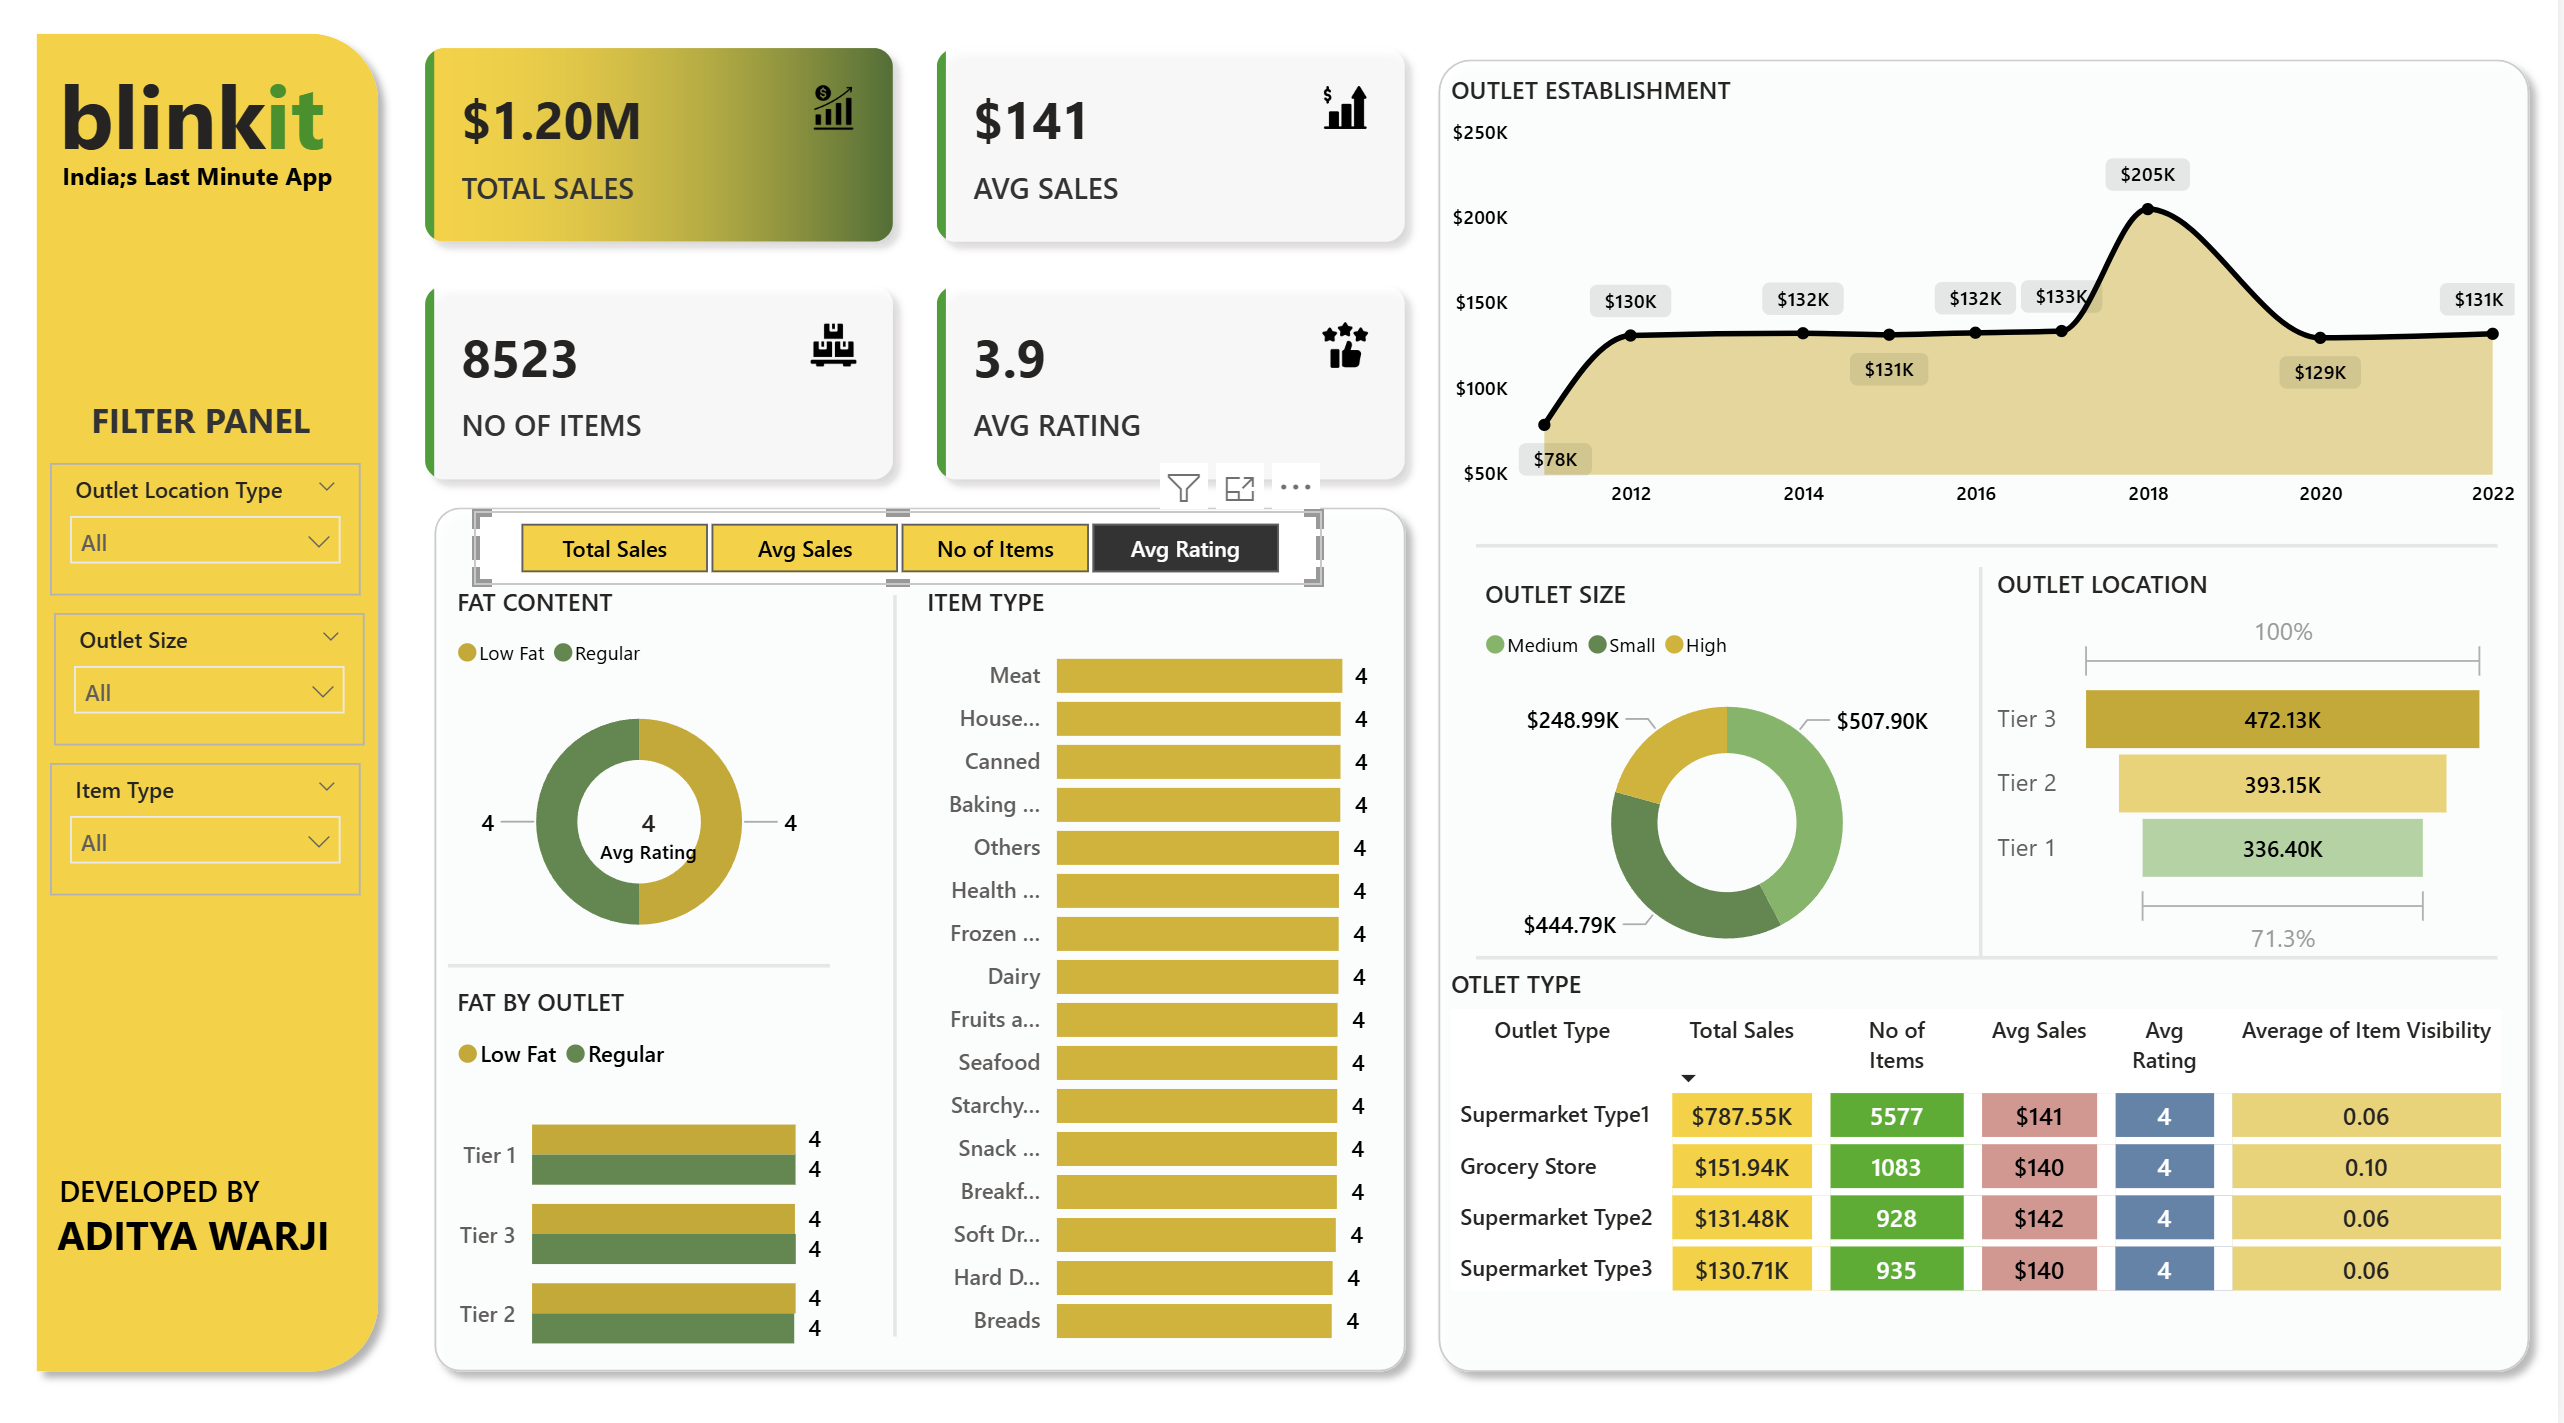 blinkit
India;s Last Minute App
FILTER PANEL
Outlet Location Type
All
Outlet Size
All
Item Type
All
DEVELOPED BY
ADITYA WARJI
$1.20M
TOTAL SALES
$141
AVG SALES
8523
NO OF ITEMS
3.9
AVG RATING
Total Sales Avg Sales No of Items Avg Rating
FAT CONTENT
Low Fat Regular
4 4 4
Avg Rating
FAT BY OUTLET
Low Fat Regular
Tier 1 4
4
Tier 3 4
4
Tier 2 4
4
ITEM TYPE
Meat 4
House... 4
Canned 4
Baking ... 4
Others 4
Health ... 4
Frozen ... 4
Dairy 4
Fruits a... 4
Seafood 4
Starchy... 4
Snack ... 4
Breakf... 4
Soft Dr... 4
Hard D... 4
Breads 4
OUTLET ESTABLISHMENT
$250K
$200K
$150K
$100K
$50K
$78K
$130K
$132K
$131K
$132K
$133K
$205K
$129K
$131K
2012 2014 2016 2018 2020 2022
OUTLET SIZE
Medium Small High
$248.99K $507.90K
$444.79K
OUTLET LOCATION
100%
Tier 3 472.13K
Tier 2 393.15K
Tier 1 336.40K
71.3%
OTLET TYPE
Outlet Type Total Sales No of Items Avg Sales Avg Rating Average of Item Visibility
Supermarket Type1 $787.55K 5577 $141 4 0.06
Grocery Store $151.94K 1083 $140 4 0.10
Supermarket Type2 $131.48K 928 $142 4 0.06
Supermarket Type3 $130.71K 935 $140 4 0.06